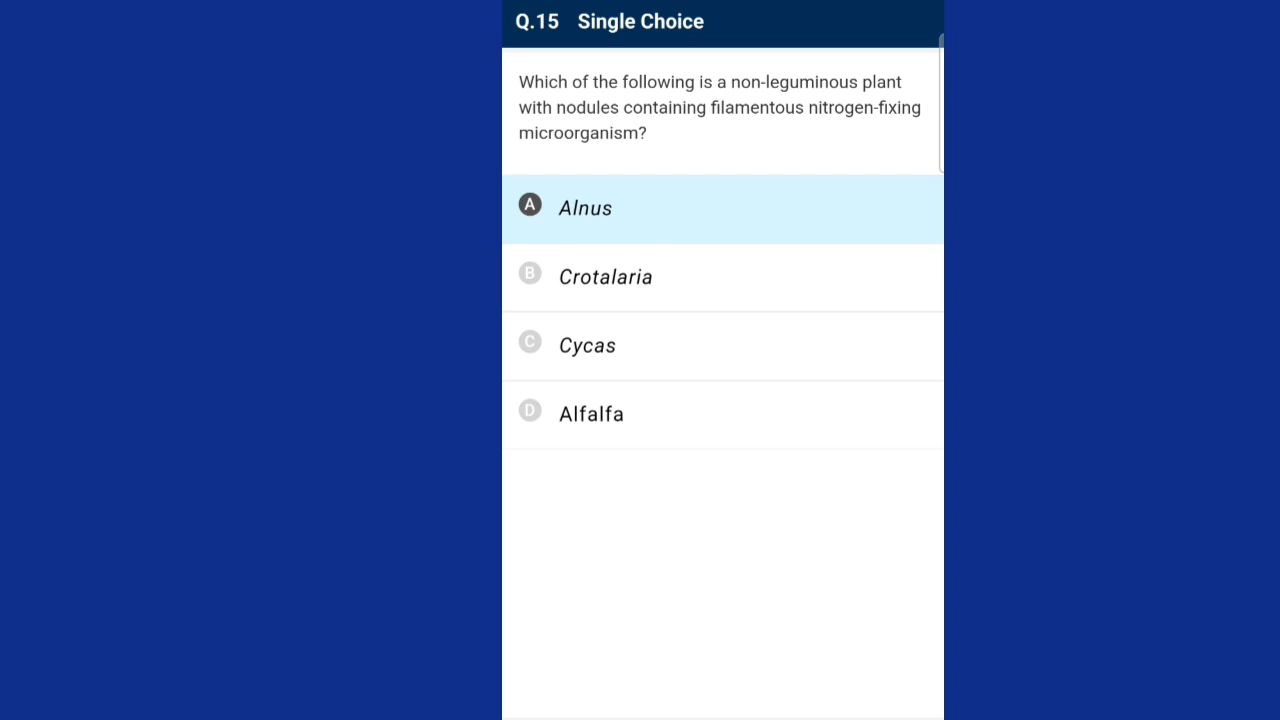 Q.15 Single Choice
Which of the following is a non-leguminous plant
with nodules containing filamentous nitrogen-fixing
microorganism?
A Alnus
B Crotalaria
C Cycas
D Alfalfa